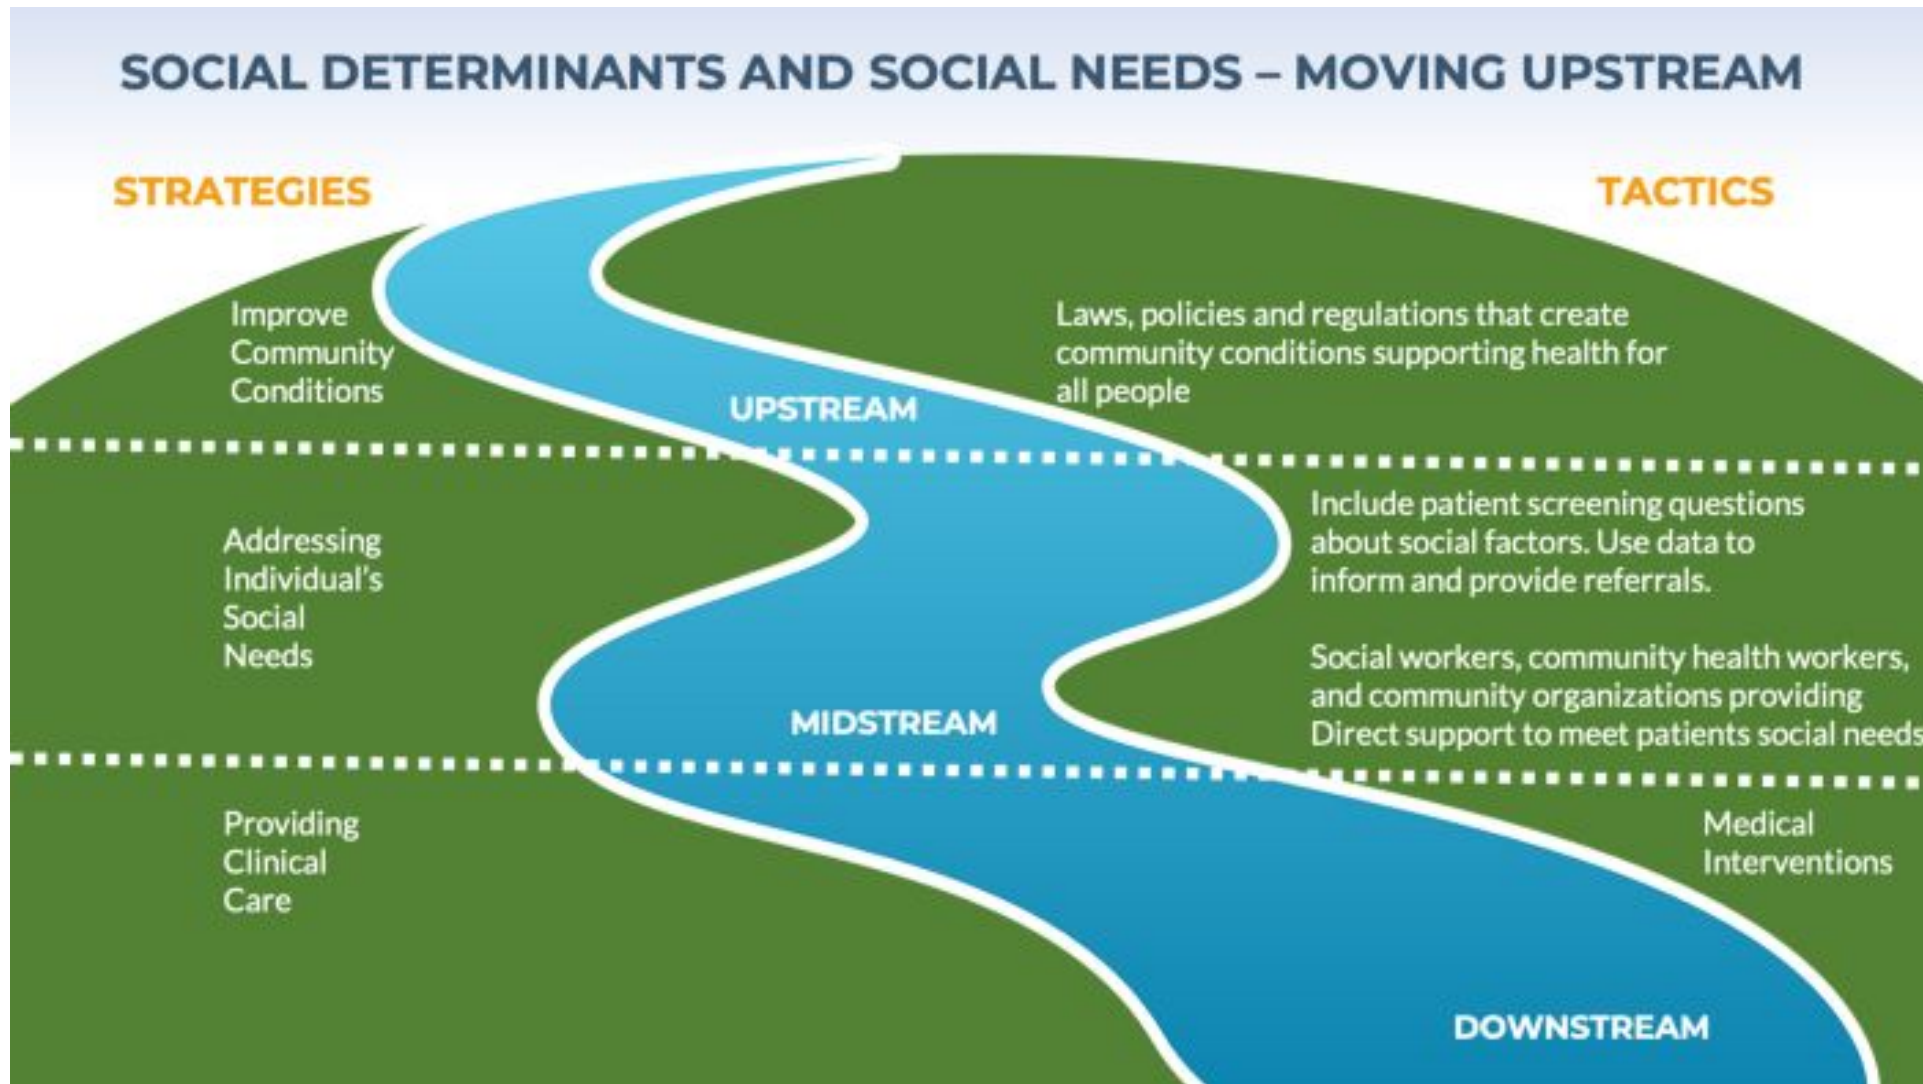 SOCIAL DETERMINANTS AND SOCIAL NEEDS – MOVING UPSTREAM
STRATEGIES
TACTICS
Improve
Community
Conditions
Laws, policies and regulations that create
community conditions supporting health for
all people
UPSTREAM
Addressing
Individual's
Social
Needs
Include patient screening questions
about social factors. Use data to
inform and provide referrals.
Social workers, community health workers,
and community organizations providing
Direct support to meet patients social needs
MIDSTREAM
Providing
Clinical
Care
Medical
Interventions
DOWNSTREAM